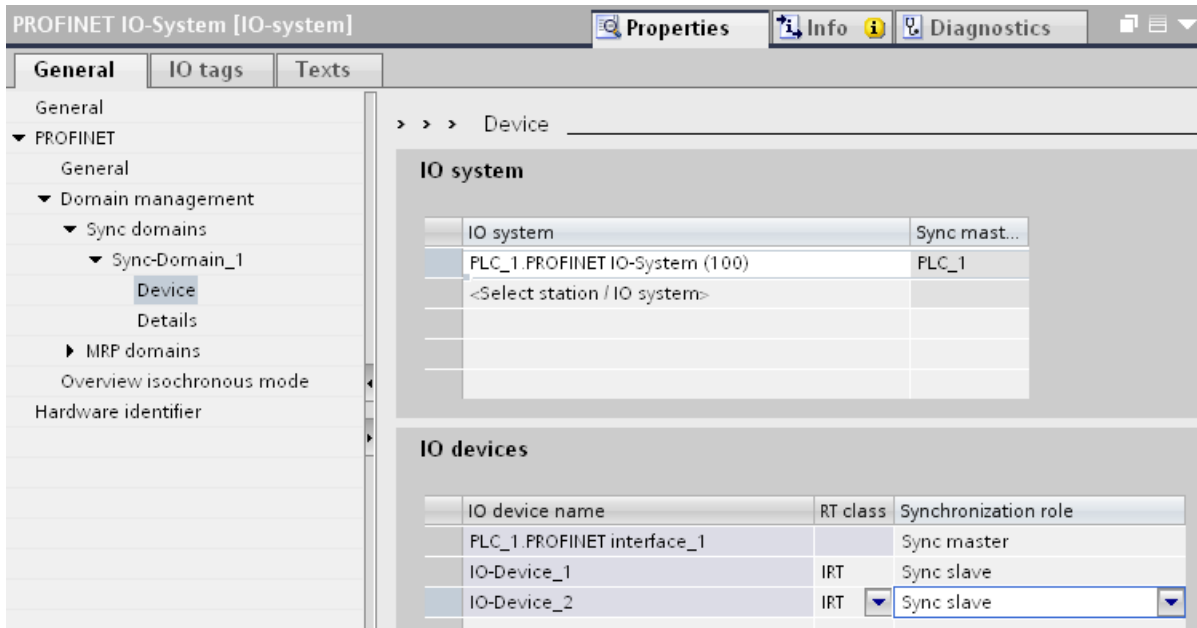 PROFINET IO-System [IO-system]
Properties
Info
Diagnostics
General
IO tags
Texts
General
PROFINET
General
Domain management
Sync domains
Sync-Domain_1
Device
Details
MRP domains
Overview isochronous mode
Hardware identifier
> > > Device
IO system
IO system Sync mast...
PLC_1.PROFINET IO-System (100) PLC_1
<Select station / IO system>
IO devices
IO device name RT class Synchronization role
PLC_1.PROFINET interface_1 Sync master
IO-Device_1 IRT Sync slave
IO-Device_2 IRT Sync slave